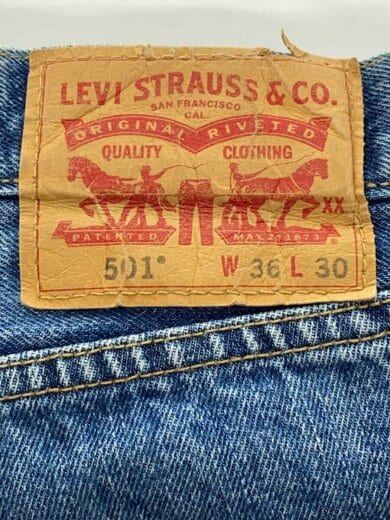 LEVI STRAUSS & CO.
SAN FRANCISCO
CAL.
ORIGINAL RIVETED
QUALITY CLOTHING
XX
PATENTED MAY 20 1873
501® W 36 L 30